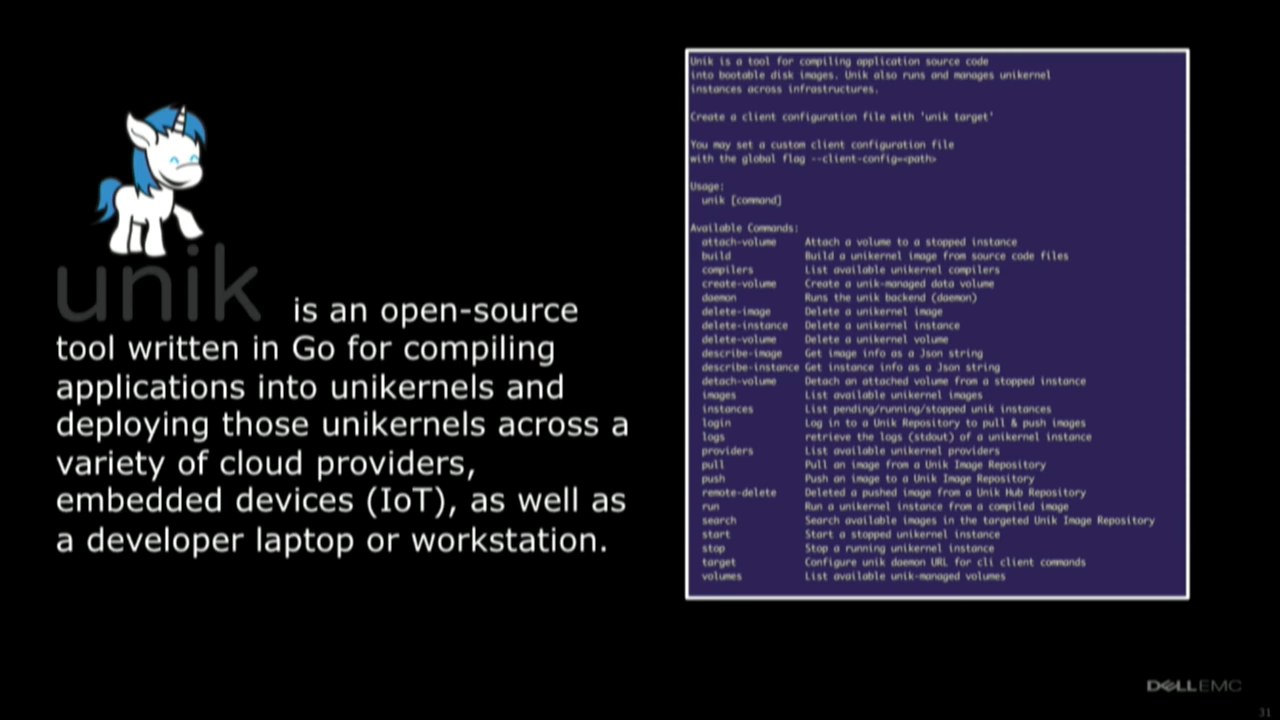 unik is an open-source
tool written in Go for compiling
applications into unikernels and
deploying those unikernels across a
variety of cloud providers,
embedded devices (IoT), as well as
a developer laptop or workstation.
Unik is a tool for compiling application source code
into bootable disk images. Unik also runs and manages unikernel
instances across infrastructures.
Create a client configuration file with 'unik target'
You may set a custom client configuration file
with the global flag --client-config=<path>
Usage:
unik [command]
Available Commands:
attach-volume Attach a volume to a stopped instance
build Build a unikernel image from source code files
compilers List available unikernel compilers
create-volume Create a unik-managed data volume
daemon Runs the unik backend (daemon)
delete-image Delete a unikernel image
delete-instance Delete a unikernel instance
delete-volume Delete a unikernel volume
describe-image Get image info as a Json string
describe-instance Get instance info as a Json string
detach-volume Detach an attached volume from a stopped instance
images List available unikernel images
instances List pending/running/stopped unik instances
login Log in to a Unik Repository to pull & push images
logs retrieve the logs (stdout) of a unikernel instance
providers List available unikernel providers
pull Pull an image from a Unik Image Repository
push Push an image to a Unik Image Repository
remote-delete Deleted a pushed image from a Unik Hub Repository
run Run a unikernel instance from a compiled image
search Search available images in the targeted Unik Image Repository
start Start a stopped unikernel instance
stop Stop a running unikernel instance
target Configure unik daemon URL for cli client commands
volumes List available unik-managed volumes
DELLEMC
31